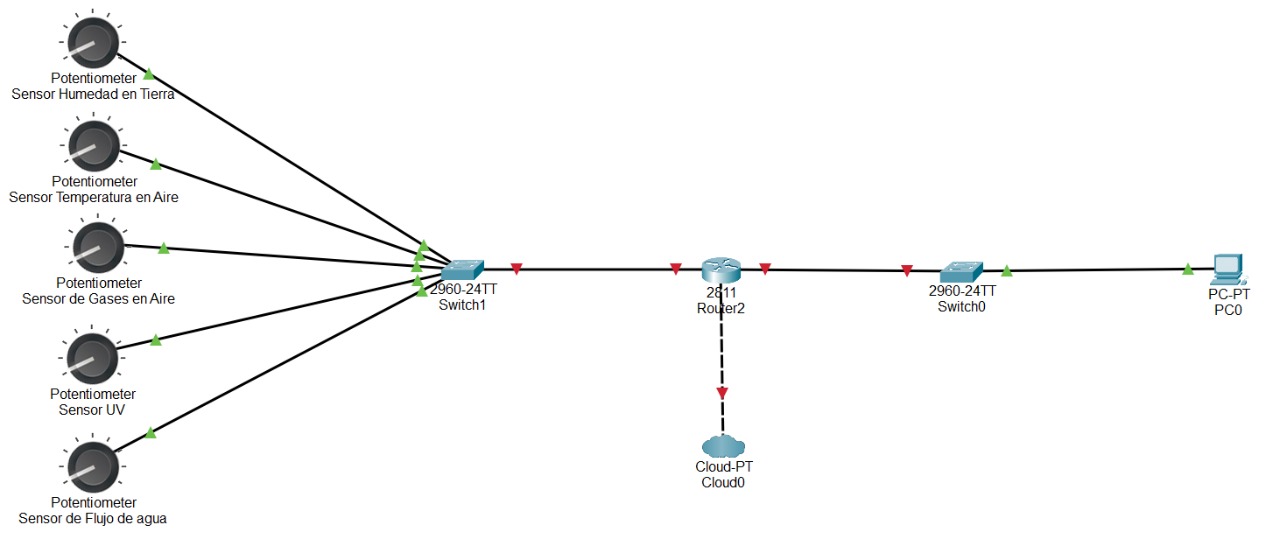 Potentiometer
Sensor Humedad en Tierra
Potentiometer
Sensor Temperatura en Aire
Potentiometer
Sensor de Gases en Aire
Potentiometer
Sensor UV
Potentiometer
Sensor de Flujo de agua
2960-24TT
Switch1
2811
Router2
Cloud-PT
Cloud0
2960-24TT
Switch0
PC-PT
PC0